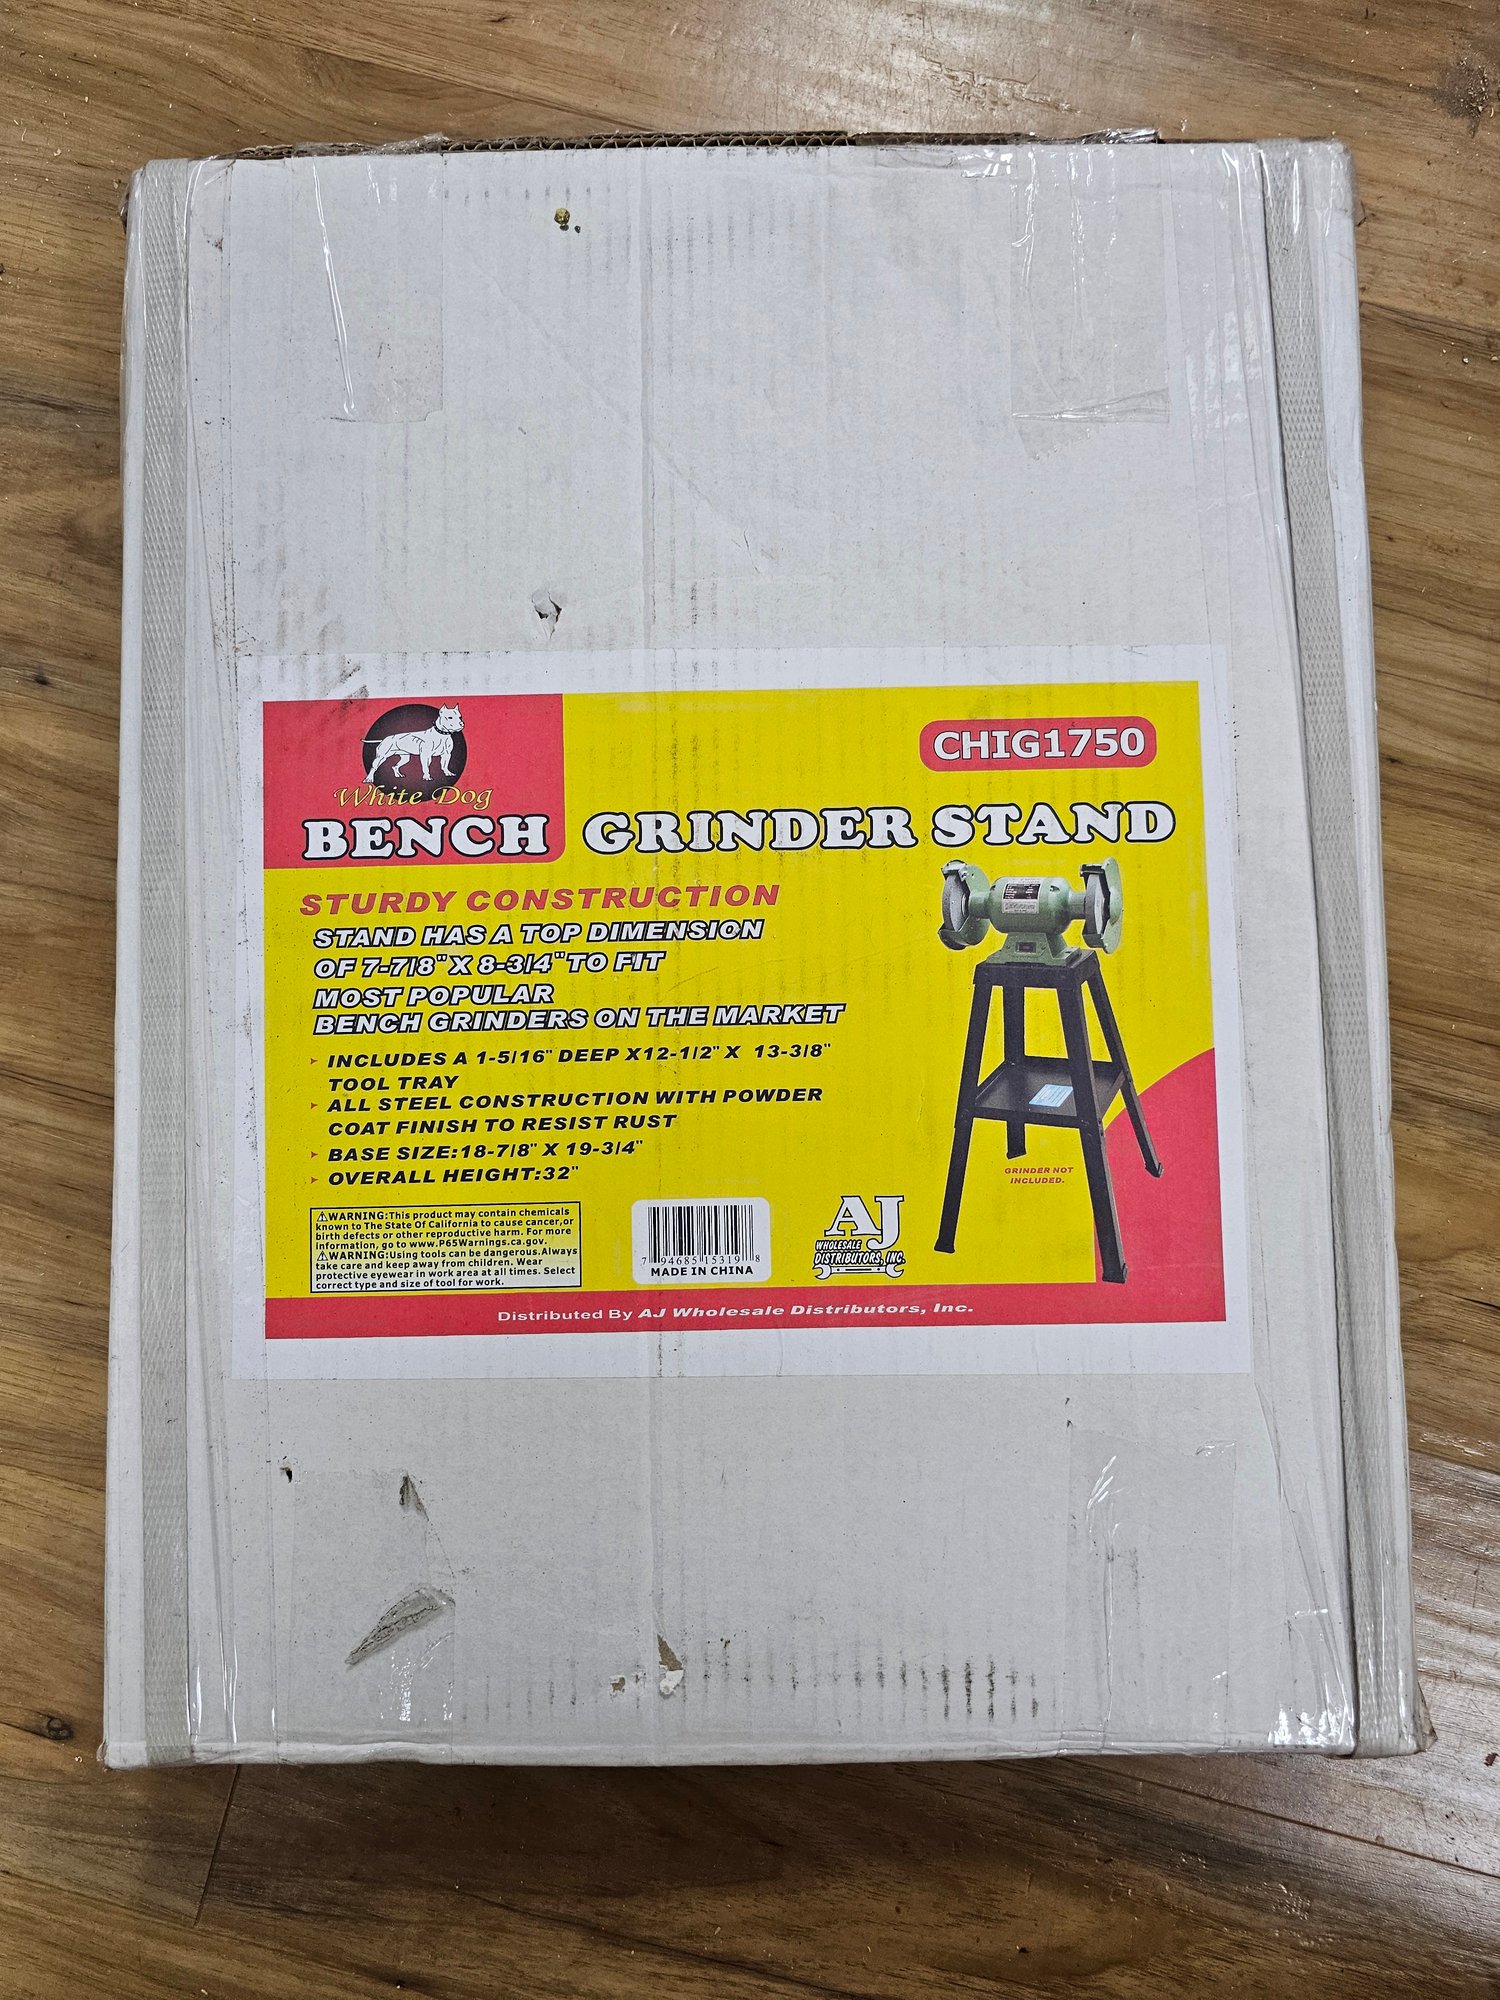 White Dog
CHIG1750
BENCH GRINDER STAND
STURDY CONSTRUCTION
STAND HAS A TOP DIMENSION
OF 7-7/8" X 8-3/4" TO FIT
MOST POPULAR
BENCH GRINDERS ON THE MARKET
INCLUDES A 1-5/16" DEEP X12-1/2" X 13-3/8"
TOOL TRAY
ALL STEEL CONSTRUCTION WITH POWDER
COAT FINISH TO RESIST RUST
BASE SIZE:18-7/8" X 19-3/4"
OVERALL HEIGHT:32"
GRINDER NOT
INCLUDED.
⚠WARNING:This product may contain chemicals
known to The State Of California to cause cancer,or
birth defects or other reproductive harm. For more
information, go to www.P65Warnings.ca.gov.
⚠WARNING:Using tools can be dangerous.Always
take care and keep away from children. Wear
protective eyewear in work area at all times. Select
correct type and size of tool for work.
7 94685 15319 8
MADE IN CHINA
AJ
WHOLESALE
DISTRIBUTORS, INC.
Distributed By AJ Wholesale Distributors, Inc.